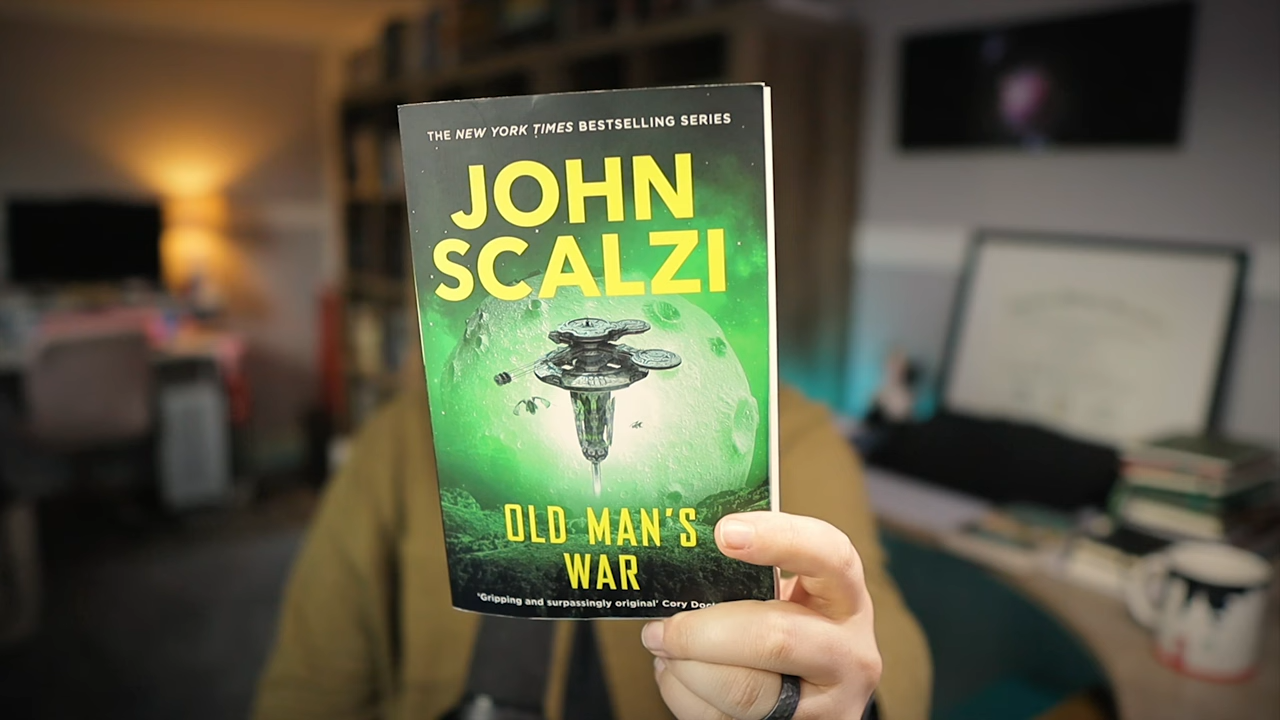 THE NEW YORK TIMES BESTSELLING SERIES
JOHN
SCALZI
OLD MAN'S
WAR
'Gripping and surpassingly original' Cory